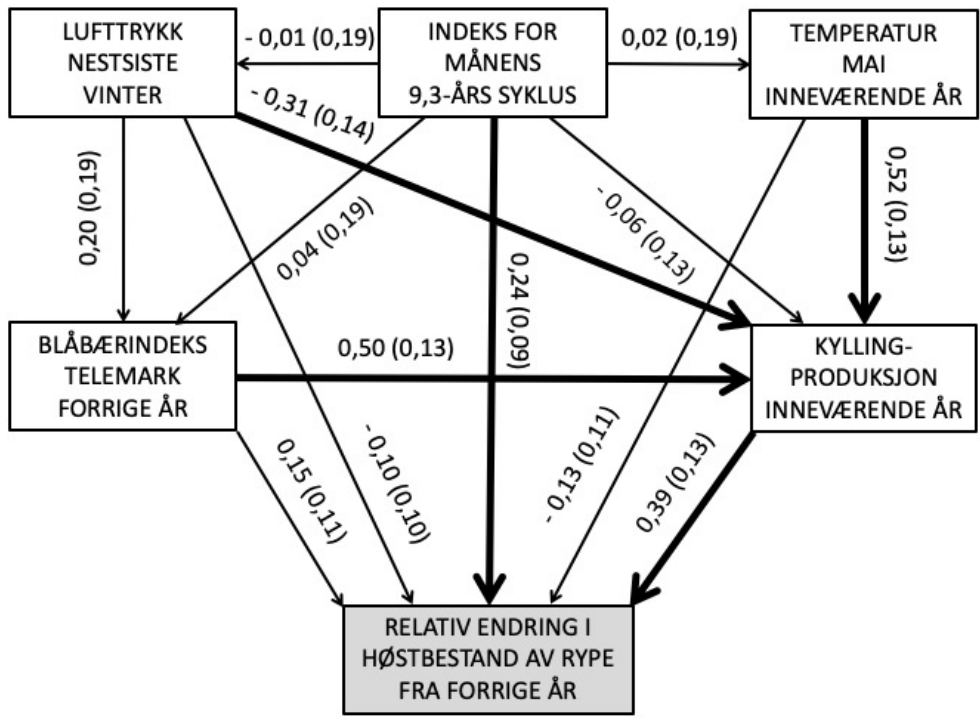 LUFTTRYKK
NESTSISTE
VINTER
- 0,01 (0,19)
INDEKS FOR
MÅNENS
9,3-ÅRS SYKLUS
0,02 (0,19)
TEMPERATUR
MAI
INNEVÆRENDE ÅR
- 0,31 (0,14)
0,20 (0,19)
0,04 (0,19)
0,24 (0,09)
- 0,06 (0,13)
0,52 (0,13)
BLÅBÆRINDEKS
TELEMARK
FORRIGE ÅR
0,50 (0,13)
KYLLING-
PRODUKSJON
INNEVÆRENDE ÅR
0,15 (0,11)
- 0,10 (0,10)
- 0,13 (0,11)
0,39 (0,13)
RELATIV ENDRING I
HØSTBESTAND AV RYPE
FRA FORRIGE ÅR